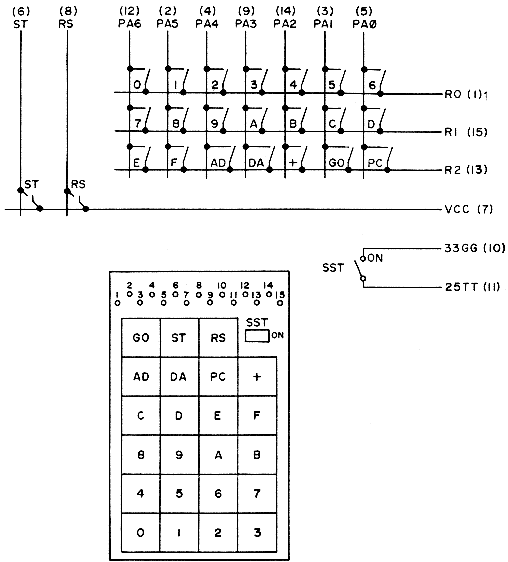 (6) (8) (12) (2) (4) (9) (14) (3) (5)
ST RS PA6 PA5 PA4 PA3 PA2 PA1 PAØ
0 1 2 3 4 5 6
R0 (1)
7 8 9 A B C D
R1 (15)
E F AD DA + GO PC
R2 (13)
ST RS
VCC (7)
33GG (10)
SST ON
25TT (11)
2 4 6 8 10 12 14
1 3 5 7 9 11 13 15
GO ST RS SST
ON
AD DA PC +
C D E F
8 9 A B
4 5 6 7
0 1 2 3